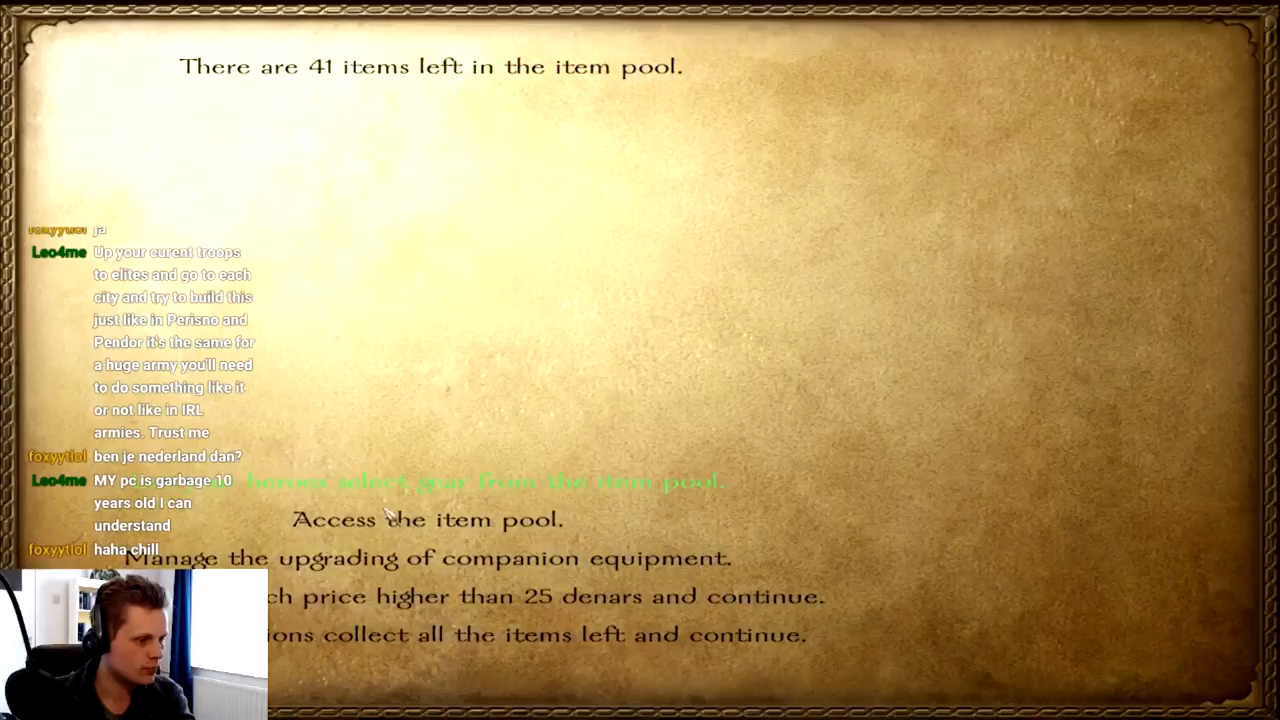 There are 41 items left in the item pool.
foxyytlol ja
Leo4me Up your curent troops
to elites and go to each
city and try to build this
just like in Perisno and
Pendor it's the same for
a huge army you'll need
to do something like it
or not like in IRL
armies. Trust me
foxyytlol ben je nederland dan?
Leo4me MY pc is garbage 10
years old I can
understand
foxyytlol haha chill
heroes select gear from the item pool.
Access the item pool.
Manage the upgrading of companion equipment.
price higher than 25 denars and continue.
collect all the items left and continue.